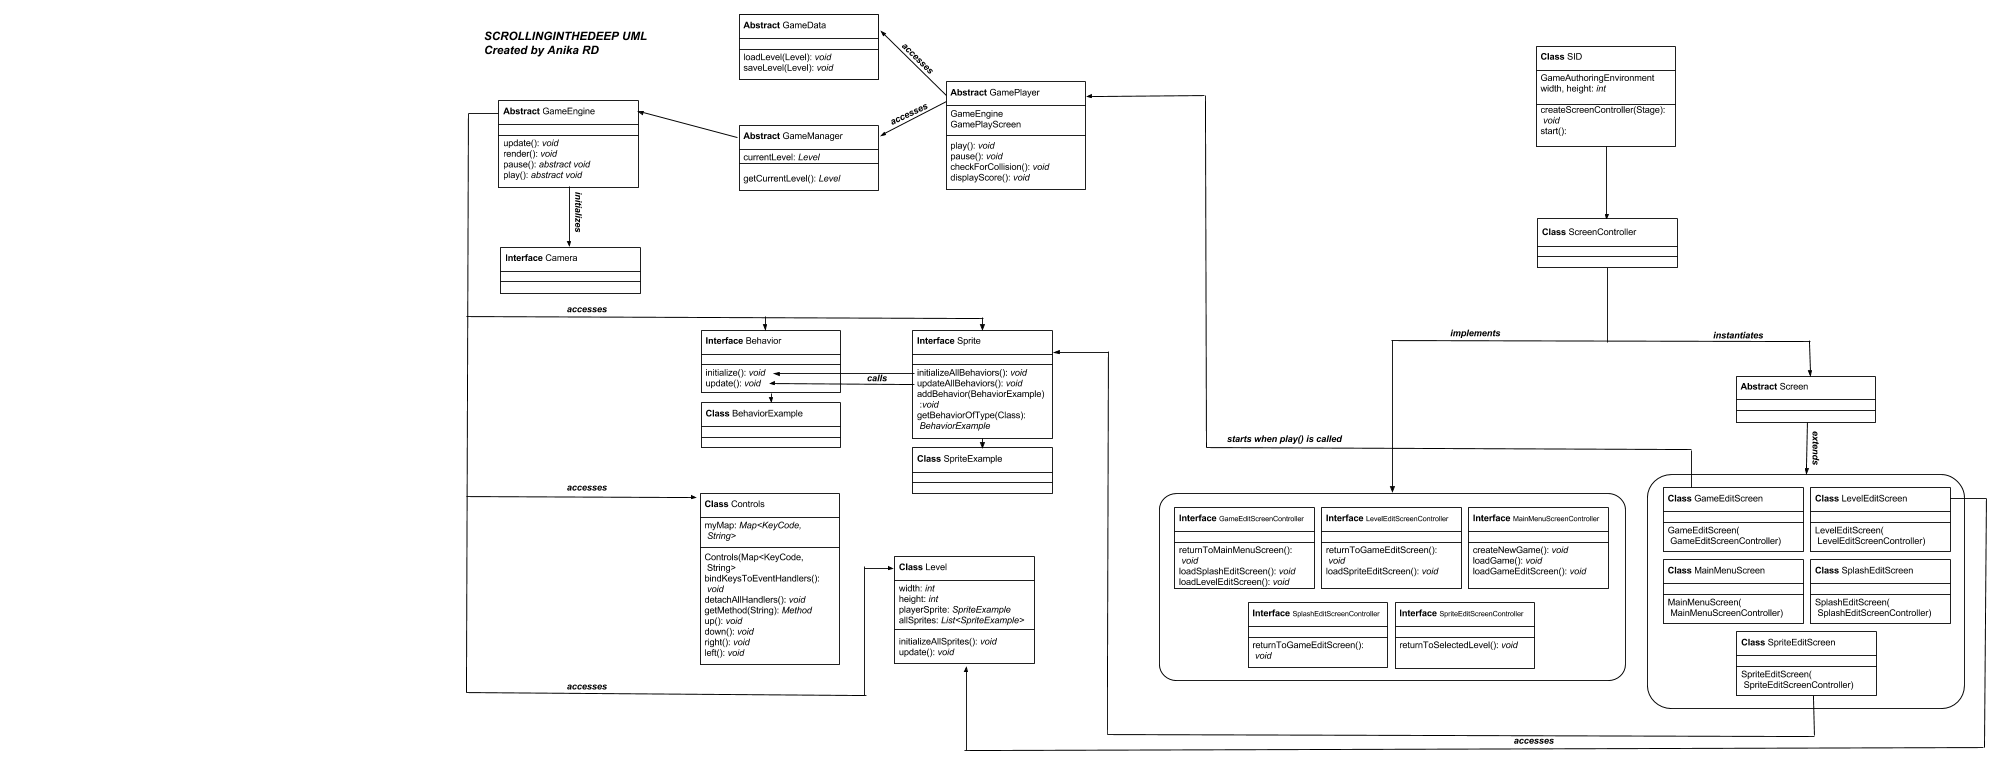 SCROLLINGINTHEDEEP UML
Created by Anika RD
Abstract GameData
loadLevel(Level): void
saveLevel(Level): void
accesses
accesses
Abstract GamePlayer
GameEngine
GamePlayScreen
play(): void
pause(): void
checkForCollision(): void
displayScore(): void
Abstract GameEngine
update(): void
render(): void
pause(): abstract void
play(): abstract void
initializes
Abstract GameManager
currentLevel: Level
getCurrentLevel(): Level
Interface Camera
Class SID
GameAuthoringEnvironment
width, height: int
createScreenController(Stage):
void
start():
Class ScreenController
implements
instantiates
Abstract Screen
extends
accesses
Interface Behavior
initialize(): void
update(): void
calls
Class BehaviorExample
Interface Sprite
initializeAllBehaviors(): void
updateAllBehaviors(): void
addBehavior(BehaviorExample)
:void
getBehaviorOfType(Class):
BehaviorExample
Class SpriteExample
starts when play() is called
accesses
Class Controls
myMap: Map<KeyCode,
String>
Controls(Map<KeyCode,
String>
bindKeysToEventHandlers():
void
detachAllHandlers(): void
getMethod(String): Method
up(): void
down(): void
right(): void
left(): void
Class Level
width: int
height: int
playerSprite: SpriteExample
allSprites: List<SpriteExample>
initializeAllSprites(): void
update(): void
accesses
Interface GameEditScreenController
returnToMainMenuScreen():
void
loadSplashEditScreen(): void
loadLevelEditScreen(): void
Interface LevelEditScreenController
returnToGameEditScreen():
void
loadSpriteEditScreen(): void
Interface MainMenuScreenController
createNewGame(): void
loadGame(): void
loadGameEditScreen(): void
Interface SplashEditScreenController
returnToGameEditScreen():
void
Interface SpriteEditScreenController
returnToSelectedLevel(): void
Class GameEditScreen
GameEditScreen(
GameEditScreenController)
Class LevelEditScreen
LevelEditScreen(
LevelEditScreenController)
Class MainMenuScreen
MainMenuScreen(
MainMenuScreenController)
Class SplashEditScreen
SplashEditScreen(
SplashEditScreenController)
Class SpriteEditScreen
SpriteEditScreen(
SpriteEditScreenController)
accesses